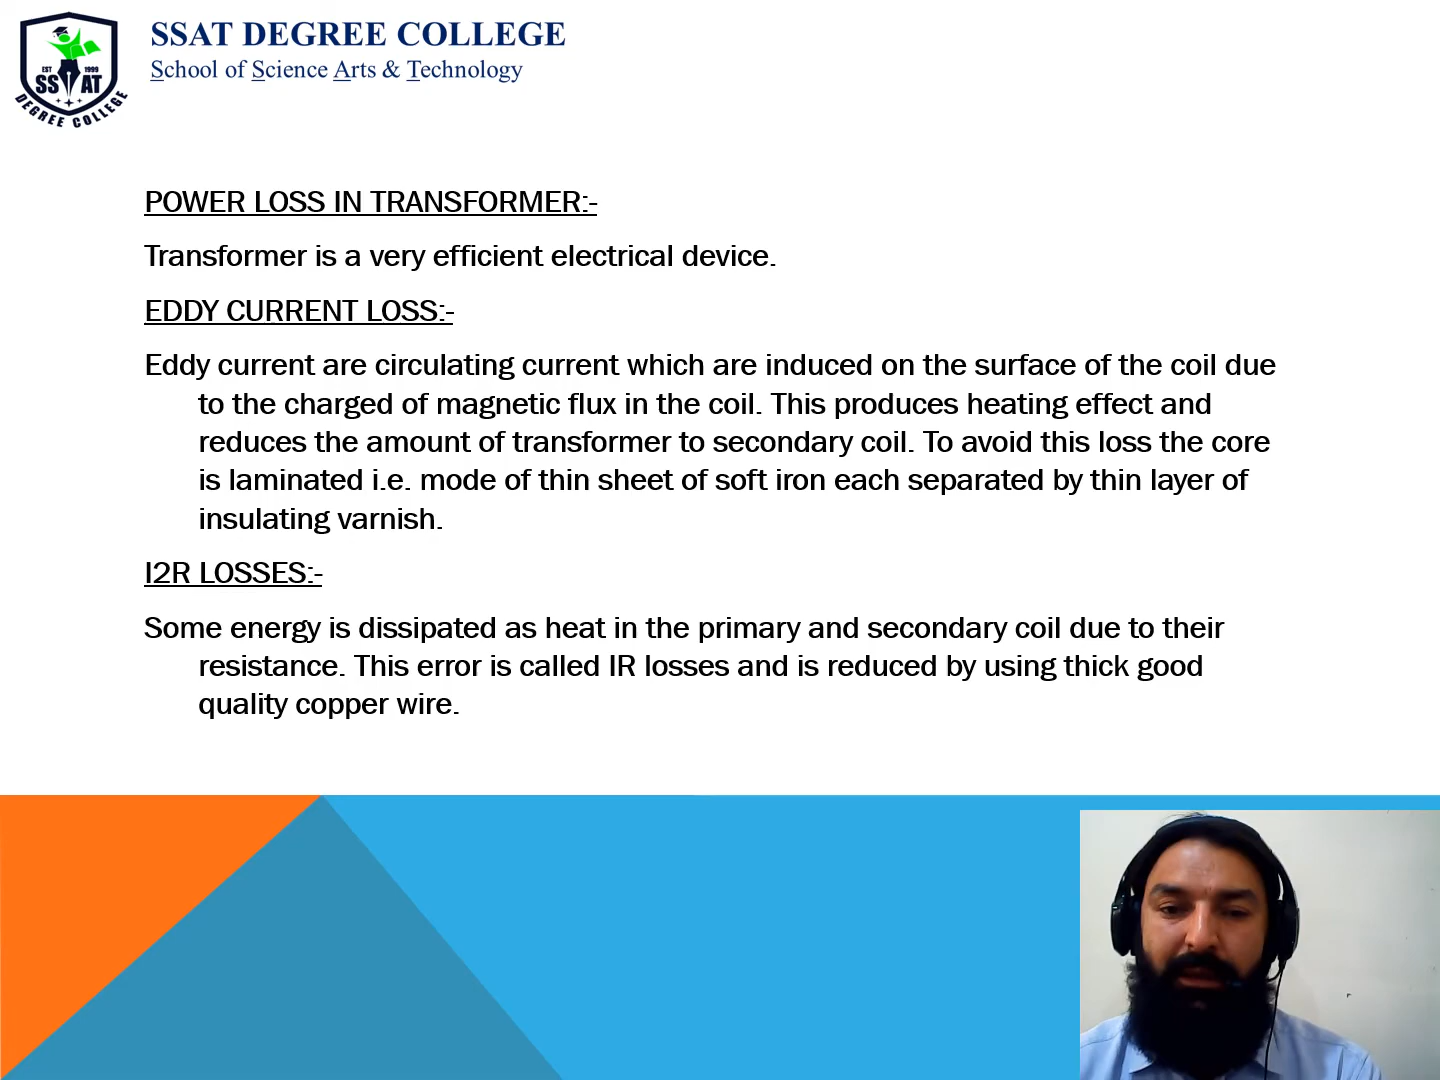 SSAT DEGREE COLLEGE
School of Science Arts & Technology
EST 1999
SSAT
DEGREE COLLEGE
POWER LOSS IN TRANSFORMER:-
Transformer is a very efficient electrical device.
EDDY CURRENT LOSS:-
Eddy current are circulating current which are induced on the surface of the coil due
to the charged of magnetic flux in the coil. This produces heating effect and
reduces the amount of transformer to secondary coil. To avoid this loss the core
is laminated i.e. mode of thin sheet of soft iron each separated by thin layer of
insulating varnish.
I2R LOSSES:-
Some energy is dissipated as heat in the primary and secondary coil due to their
resistance. This error is called IR losses and is reduced by using thick good
quality copper wire.